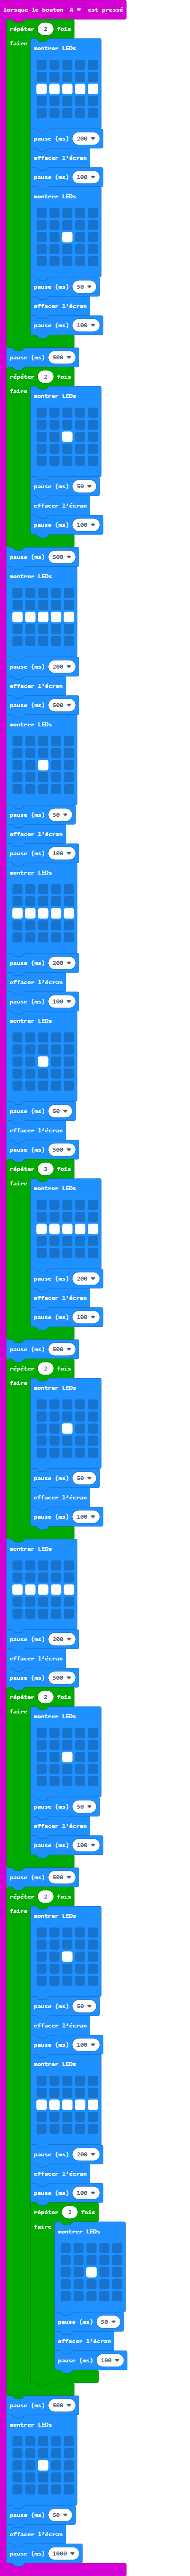 lorsque le bouton A ▾ est pressé
répéter 2 fois
faire
montrer LEDs
pause (ms) 200 ▾
effacer l'écran
pause (ms) 100 ▾
montrer LEDs
pause (ms) 50 ▾
effacer l'écran
pause (ms) 100 ▾
pause (ms) 500 ▾
répéter 2 fois
faire
montrer LEDs
pause (ms) 50 ▾
effacer l'écran
pause (ms) 100 ▾
pause (ms) 500 ▾
montrer LEDs
pause (ms) 200 ▾
effacer l'écran
pause (ms) 500 ▾
montrer LEDs
pause (ms) 50 ▾
effacer l'écran
pause (ms) 100 ▾
montrer LEDs
pause (ms) 200 ▾
effacer l'écran
pause (ms) 100 ▾
montrer LEDs
pause (ms) 50 ▾
effacer l'écran
pause (ms) 500 ▾
répéter 3 fois
faire
montrer LEDs
pause (ms) 200 ▾
effacer l'écran
pause (ms) 100 ▾
pause (ms) 500 ▾
répéter 2 fois
faire
montrer LEDs
pause (ms) 50 ▾
effacer l'écran
pause (ms) 100 ▾
montrer LEDs
pause (ms) 200 ▾
effacer l'écran
pause (ms) 500 ▾
répéter 2 fois
faire
montrer LEDs
pause (ms) 50 ▾
effacer l'écran
pause (ms) 100 ▾
pause (ms) 500 ▾
répéter 2 fois
faire
montrer LEDs
pause (ms) 50 ▾
effacer l'écran
pause (ms) 100 ▾
montrer LEDs
pause (ms) 200 ▾
effacer l'écran
pause (ms) 100 ▾
répéter 2 fois
faire
montrer LEDs
pause (ms) 50 ▾
effacer l'écran
pause (ms) 100 ▾
pause (ms) 500 ▾
montrer LEDs
pause (ms) 50 ▾
effacer l'écran
pause (ms) 1000 ▾